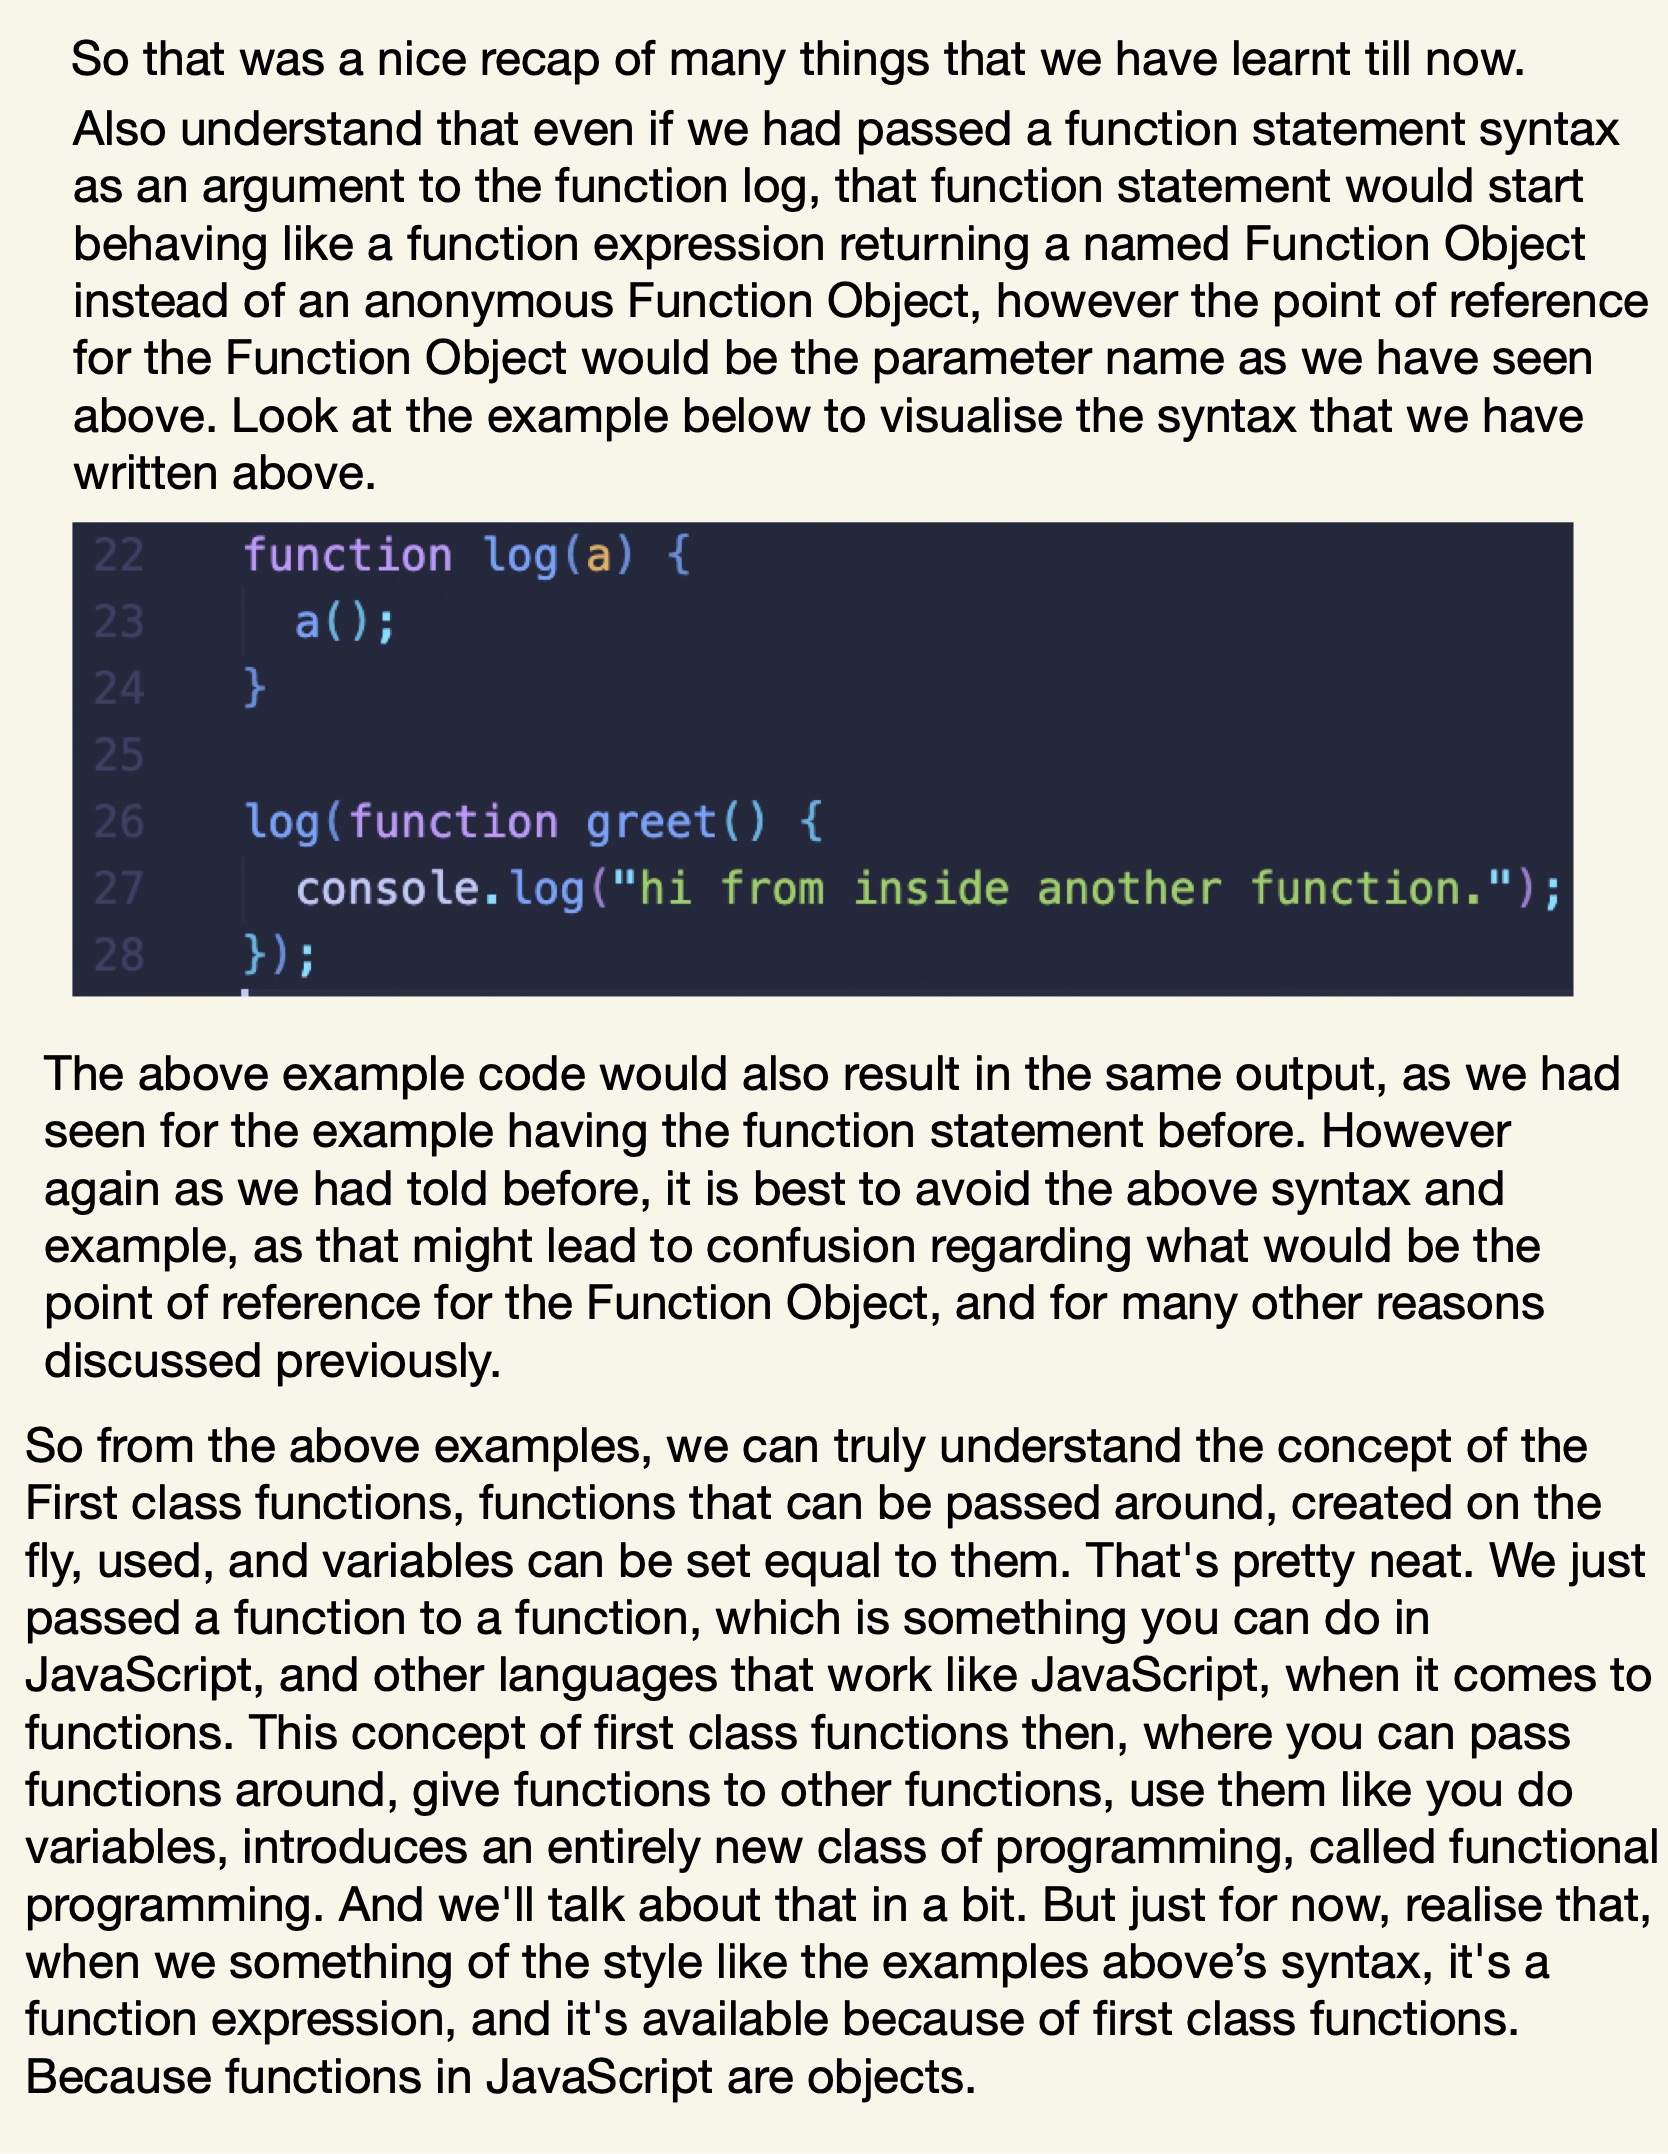 So that was a nice recap of many things that we have learnt till now.
Also understand that even if we had passed a function statement syntax
as an argument to the function log, that function statement would start
behaving like a function expression returning a named Function Object
instead of an anonymous Function Object, however the point of reference
for the Function Object would be the parameter name as we have seen
above. Look at the example below to visualise the syntax that we have
written above.
22 function log(a) {
23 a();
24 }
25
26 log(function greet() {
27 console.log("hi from inside another function.");
28 });
The above example code would also result in the same output, as we had
seen for the example having the function statement before. However
again as we had told before, it is best to avoid the above syntax and
example, as that might lead to confusion regarding what would be the
point of reference for the Function Object, and for many other reasons
discussed previously.
So from the above examples, we can truly understand the concept of the
First class functions, functions that can be passed around, created on the
fly, used, and variables can be set equal to them. That's pretty neat. We just
passed a function to a function, which is something you can do in
JavaScript, and other languages that work like JavaScript, when it comes to
functions. This concept of first class functions then, where you can pass
functions around, give functions to other functions, use them like you do
variables, introduces an entirely new class of programming, called functional
programming. And we'll talk about that in a bit. But just for now, realise that,
when we something of the style like the examples above’s syntax, it's a
function expression, and it's available because of first class functions.
Because functions in JavaScript are objects.